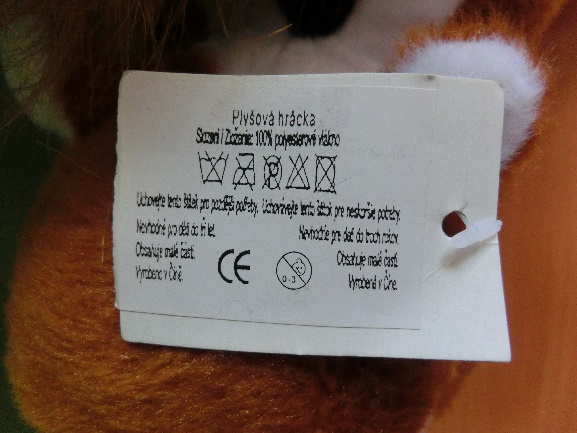 Plyšová hračka
Složení / Zloženie: 100% polyesterové vlákno
P
Uchovejte tento štítek pro pozdější potřeby. Uchovávajte tento štítok pre neskoršie potreby.
Nevhodné pro děti do tří let. Nevhodné pre deti do troch rokov.
Obsahuje malé časti. Obsahuje malé časti.
Vyrobeno v Číně. CE 0-3 Vyrobené v Číne.